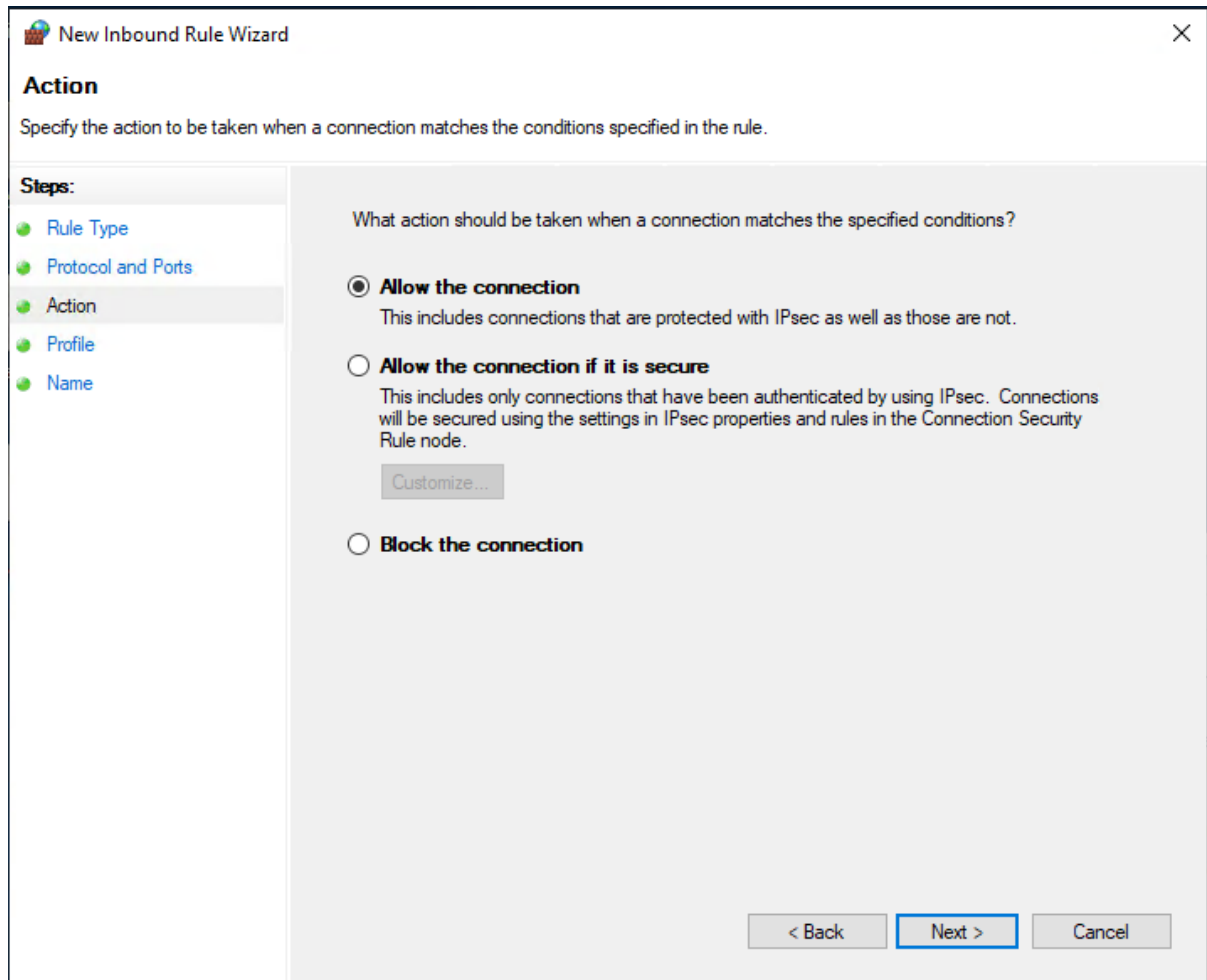 New Inbound Rule Wizard
Action
Specify the action to be taken when a connection matches the conditions specified in the rule.
Steps:
Rule Type
Protocol and Ports
Action
Profile
Name
What action should be taken when a connection matches the specified conditions?
Allow the connection
This includes connections that are protected with IPsec as well as those are not.
Allow the connection if it is secure
This includes only connections that have been authenticated by using IPsec. Connections
will be secured using the settings in IPsec properties and rules in the Connection Security
Rule node.
Customize...
Block the connection
< Back
Next >
Cancel